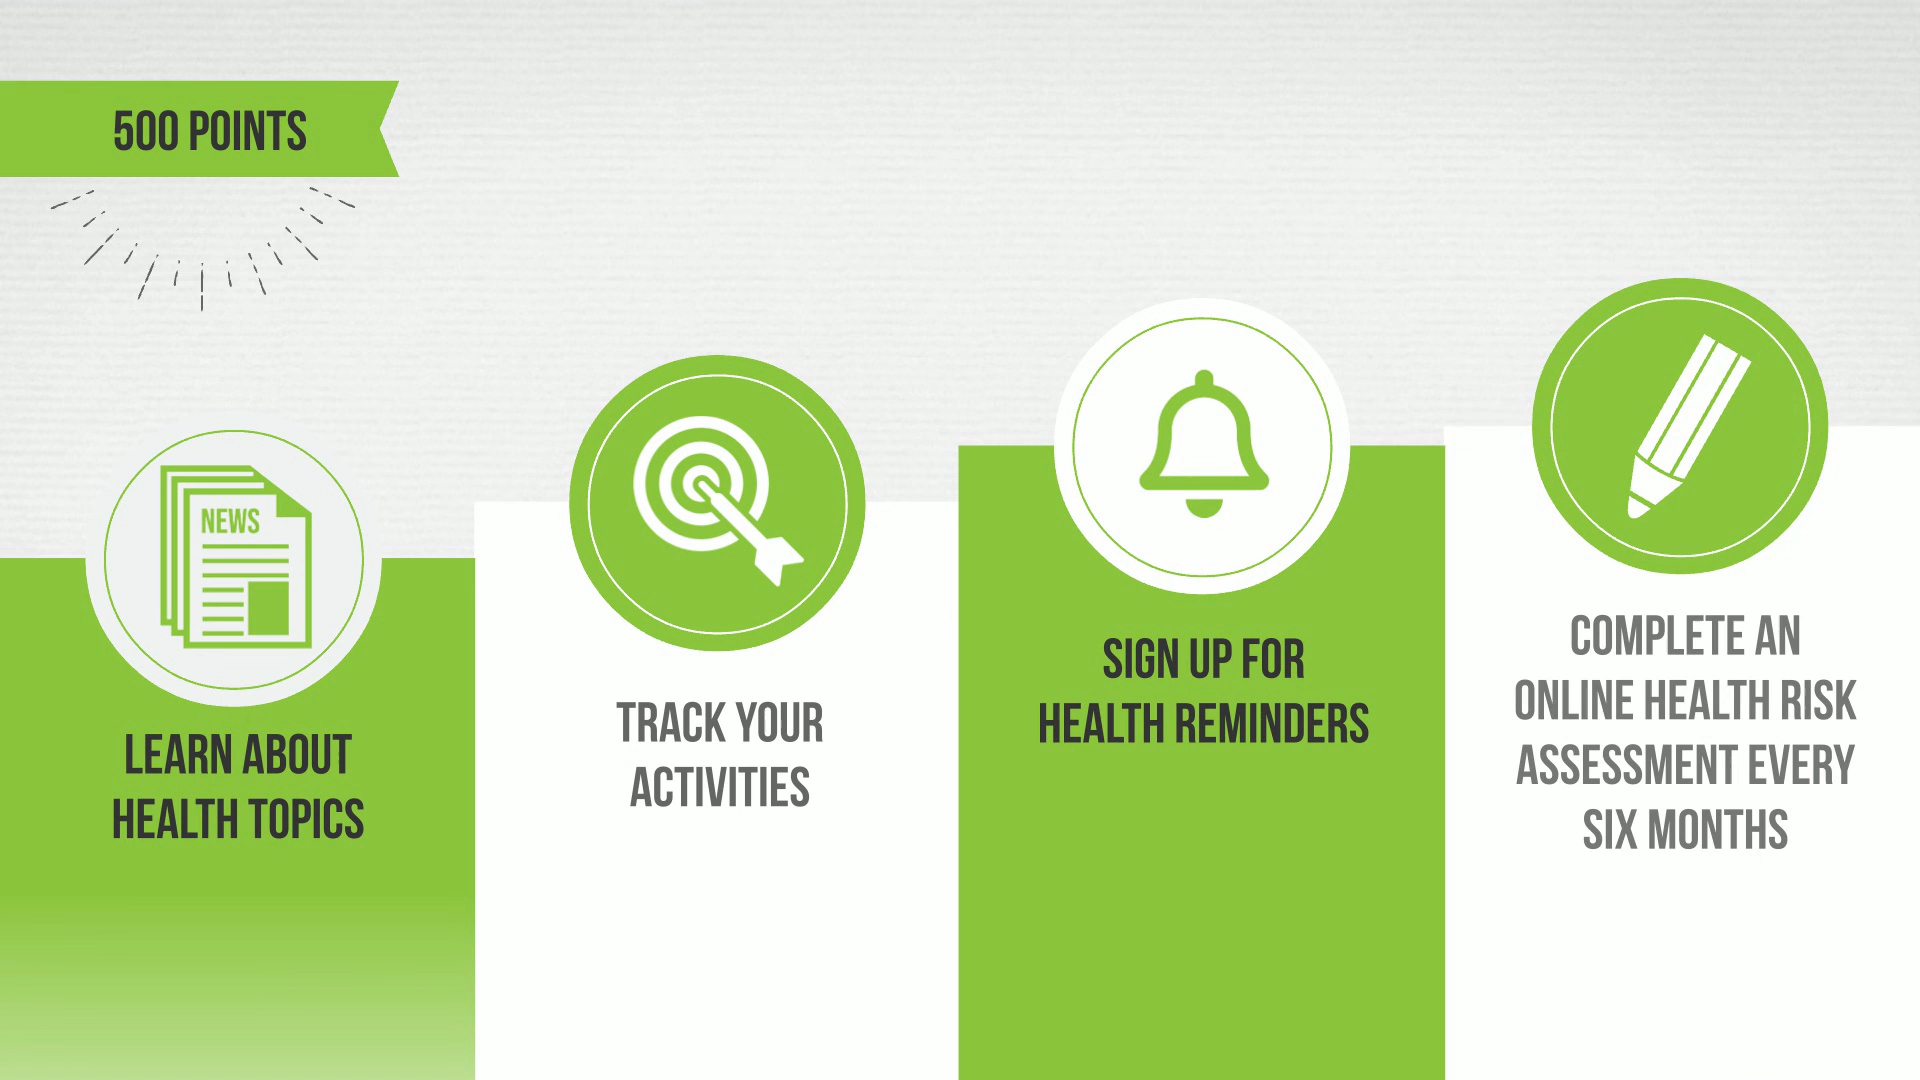 500 POINTS
NEWS
LEARN ABOUT
HEALTH TOPICS
TRACK YOUR
ACTIVITIES
SIGN UP FOR
HEALTH REMINDERS
COMPLETE AN
ONLINE HEALTH RISK
ASSESSMENT EVERY
SIX MONTHS